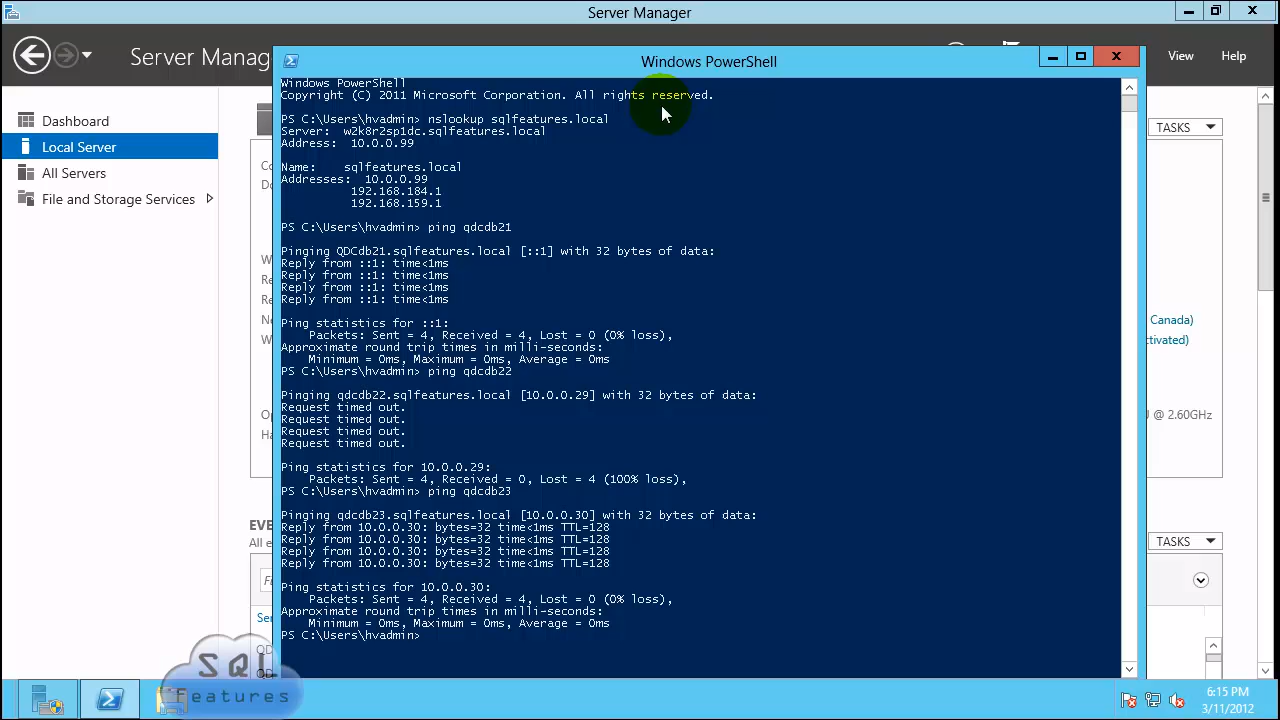 Server Manager
Server Manag
View
Help
Dashboard
Local Server
All Servers
File and Storage Services
TASKS
Windows PowerShell
Windows PowerShell
Copyright (C) 2011 Microsoft Corporation. All rights reserved.
PS C:\Users\hvadmin> nslookup sqlfeatures.local
Server:  w2k8r2sp1dc.sqlfeatures.local
Address:  10.0.0.99
Name:    sqlfeatures.local
Addresses:  10.0.0.99
192.168.184.1
192.168.159.1
PS C:\Users\hvadmin> ping qdcdb21
Pinging QDCdb21.sqlfeatures.local [::1] with 32 bytes of data:
Reply from ::1: time<1ms
Reply from ::1: time<1ms
Reply from ::1: time<1ms
Reply from ::1: time<1ms
Ping statistics for ::1:
Packets: Sent = 4, Received = 4, Lost = 0 (0% loss),
Approximate round trip times in milli-seconds:
Minimum = 0ms, Maximum = 0ms, Average = 0ms
PS C:\Users\hvadmin> ping qdcdb22
Pinging qdcdb22.sqlfeatures.local [10.0.0.29] with 32 bytes of data:
Request timed out.
Request timed out.
Request timed out.
Request timed out.
Ping statistics for 10.0.0.29:
Packets: Sent = 4, Received = 0, Lost = 4 (100% loss),
PS C:\Users\hvadmin> ping qdcdb23
Pinging qdcdb23.sqlfeatures.local [10.0.0.30] with 32 bytes of data:
Reply from 10.0.0.30: bytes=32 time<1ms TTL=128
Reply from 10.0.0.30: bytes=32 time<1ms TTL=128
Reply from 10.0.0.30: bytes=32 time<1ms TTL=128
Reply from 10.0.0.30: bytes=32 time<1ms TTL=128
Ping statistics for 10.0.0.30:
Packets: Sent = 4, Received = 4, Lost = 0 (0% loss),
Approximate round trip times in milli-seconds:
Minimum = 0ms, Maximum = 0ms, Average = 0ms
PS C:\Users\hvadmin>
Canada)
tivated)
U @ 2.60GHz
EVE
All e
TASKS
Ser
SQL
Features
6:15 PM
3/11/2012